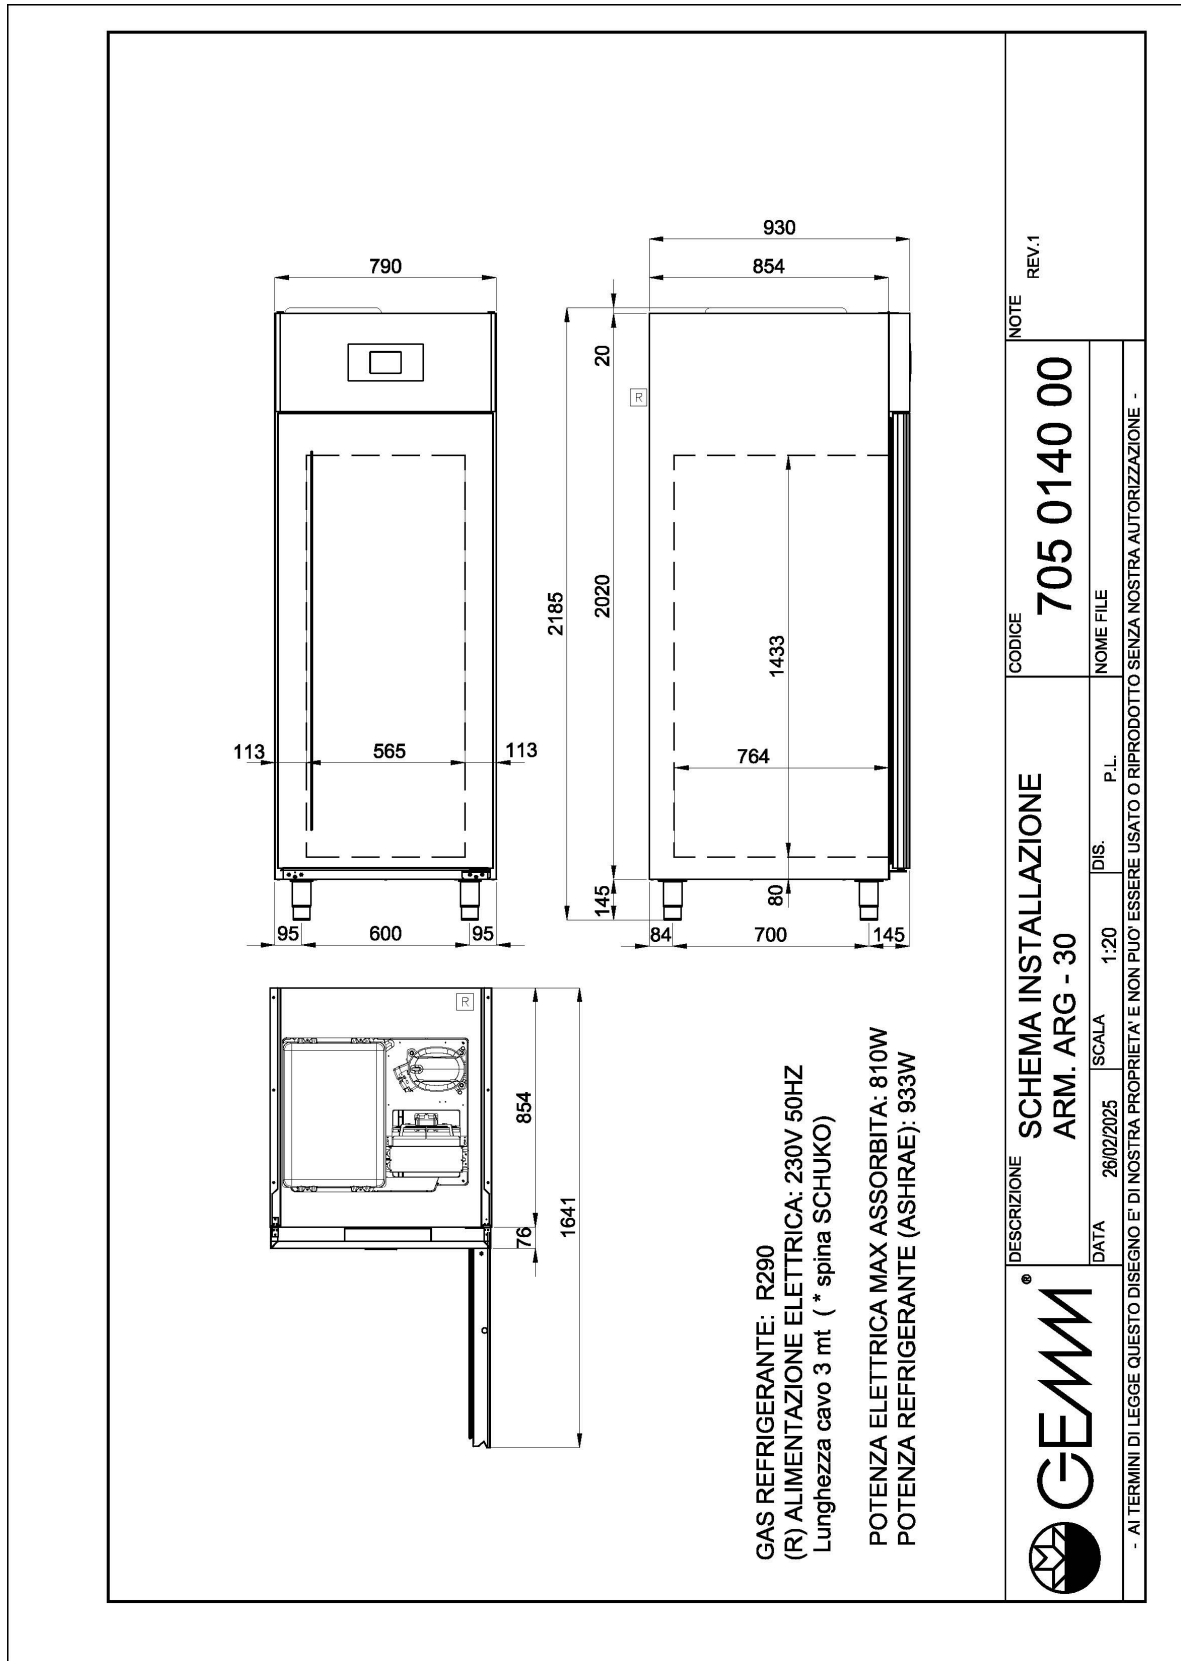 790
113
565
113
95
600
95
930
854
20
R
2185
2020
1433
764
145
80
84
700
145
R
854
76
1641
GAS REFRIGERANTE: R290
(R) ALIMENTAZIONE ELETTRICA: 230V 50HZ
Lunghezza cavo 3 mt ( * spina SCHUKO)
POTENZA ELETTRICA MAX ASSORBITA: 810W
POTENZA REFRIGERANTE (ASHRAE): 933W
GEMM ®
DESCRIZIONE
SCHEMA INSTALLAZIONE
ARM. ARG - 30
CODICE
705 0140 00
NOTE
REV.1
DATA 26/02/2025
SCALA 1:20
DIS. P.L.
NOME FILE
- AI TERMINI DI LEGGE QUESTO DISEGNO E' DI NOSTRA PROPRIETA' E NON PUO' ESSERE USATO O RIPRODOTTO SENZA NOSTRA AUTORIZZAZIONE -